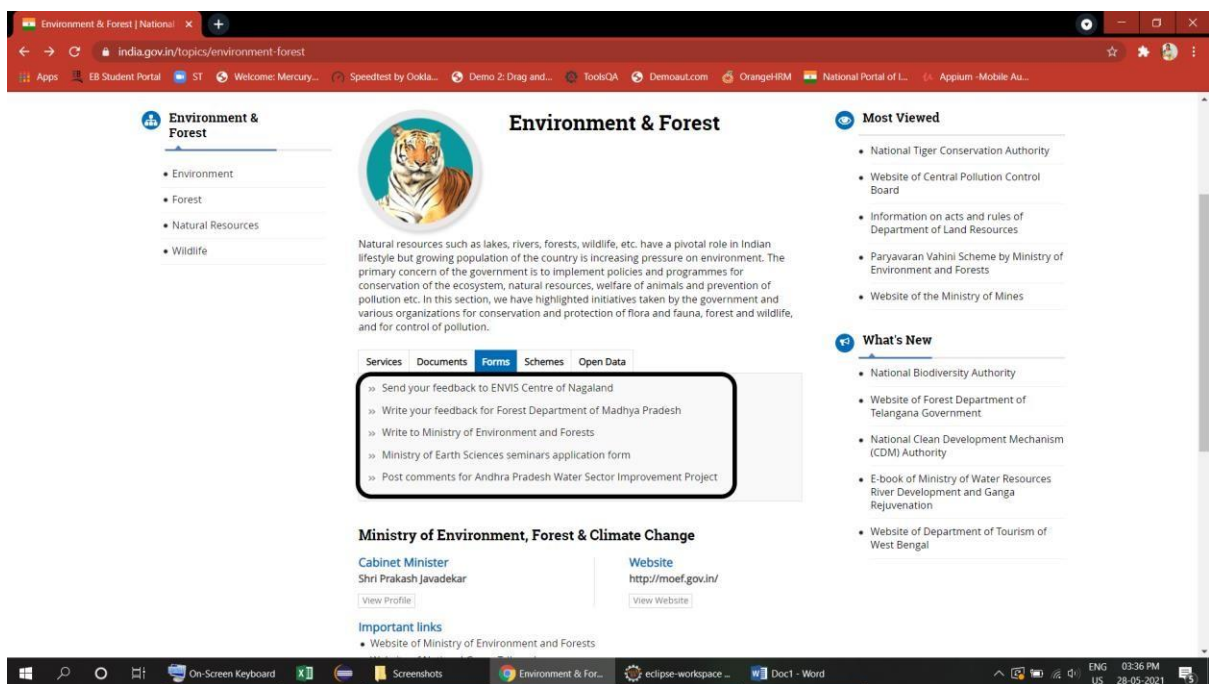 Environment & Forest | National
india.gov.in/topics/environment-forest
Apps
EB Student Portal
ST
Welcome: Mercury...
Speedtest by Ookla...
Demo 2: Drag and...
ToolsQA
Demoaut.com
OrangeHRM
National Portal of I...
Appium -Mobile Au...
Environment &
Forest
Environment
Forest
Natural Resources
Wildlife
Environment & Forest
Natural resources such as lakes, rivers, forests, wildlife, etc. have a pivotal role in Indian
lifestyle but growing population of the country is increasing pressure on environment. The
primary concern of the government is to implement policies and programmes for
conservation of the ecosystem, natural resources, welfare of animals and prevention of
pollution etc. In this section, we have highlighted initiatives taken by the government and
various organizations for conservation and protection of flora and fauna, forest and wildlife,
and for control of pollution.
Services Documents Forms Schemes Open Data
» Send your feedback to ENVIS Centre of Nagaland
» Write your feedback for Forest Department of Madhya Pradesh
» Write to Ministry of Environment and Forests
» Ministry of Earth Sciences seminars application form
» Post comments for Andhra Pradesh Water Sector Improvement Project
Ministry of Environment, Forest & Climate Change
Cabinet Minister
Shri Prakash Javadekar
View Profile
Website
http://moef.gov.in/
View Website
Important links
Website of Ministry of Environment and Forests
Most Viewed
National Tiger Conservation Authority
Website of Central Pollution Control
Board
Information on acts and rules of
Department of Land Resources
Paryavaran Vahini Scheme by Ministry of
Environment and Forests
Website of the Ministry of Mines
What's New
National Biodiversity Authority
Website of Forest Department of
Telangana Government
National Clean Development Mechanism
(CDM) Authority
E-book of Ministry of Water Resources
River Development and Ganga
Rejuvenation
Website of Department of Tourism of
West Bengal
On-Screen Keyboard
Screenshots
Environment & For...
eclipse-workspace ...
Doc1 - Word
ENG
US
03:36 PM
28-05-2021
5